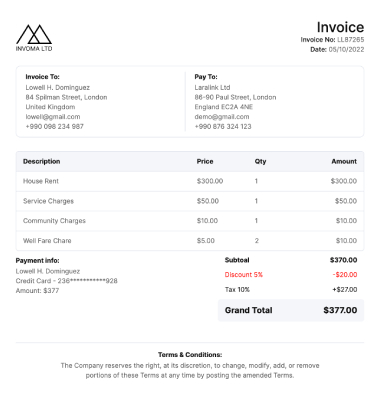 Invoice
INVOMA LTD
Invoice No: LL87265
Date: 05/10/2022
Invoice To:
Lowell H. Dominguez
84 Spilman Street, London
United Kingdom
lowell@gmail.com
+990 098 234 987
Pay To:
Laralink Ltd
86-90 Paul Street, London
England EC2A 4NE
demo@gmail.com
+990 876 324 123
Description Price Qty Amount
House Rent $300.00 1 $300.00
Service Charges $50.00 1 $50.00
Community Charges $10.00 1 $10.00
Well Fare Chare $5.00 2 $10.00
Payment info:
Lowell H. Dominguez
Credit Card - 236***********928
Amount: $377
Subtoal $370.00
Discount 5% -$20.00
Tax 10% +$27.00
Grand Total $377.00
Terms & Conditions:
The Company reserves the right, at its discretion, to change, modify, add, or remove
portions of these Terms at any time by posting the amended Terms.